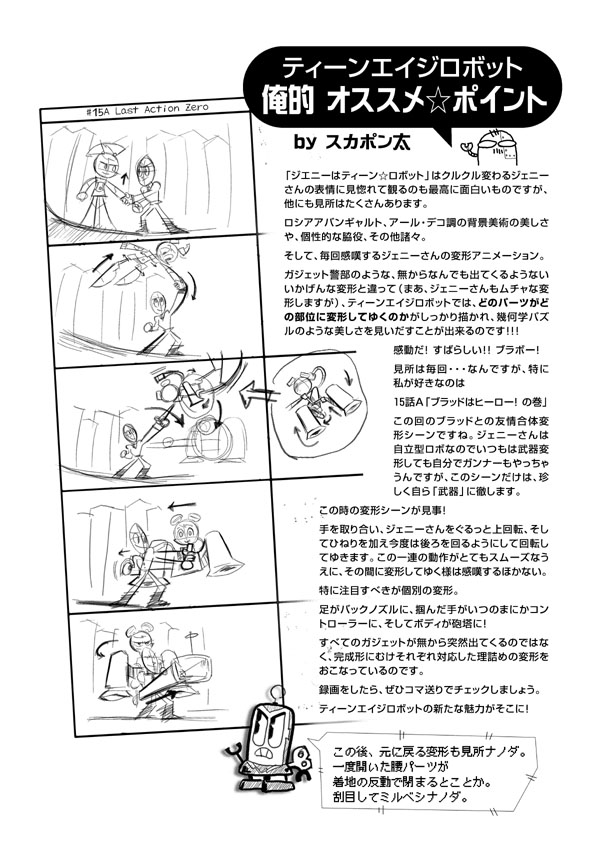 ティーンエイジロボット
俺的 オススメ☆ポイント
by スカポン太
#15A Last Action Zero
「ジエニーはティーン☆ロボット」はクルクル変わるジェニー
さんの表情に見惚れて観るのも最高に面白いものですが、
他にも見所はたくさんあります。
ロシアアバンギャルト、アール・デコ調の背景美術の美しさ
や、個性的な脇役、その他諸々。
そして、毎回感嘆するジェニーさんの変形アニメーション。
ガジェット警部のような、無からなんでも出てくるようない
いかげんな変形と違って(まあ、ジェニーさんもムチャな変
形しますが)、ティーンエイジロボットでは、どのパーツがど
の部位に変形してゆくのかがしっかり描かれ、幾何学パズ
ルのような美しさを見いだすことが出来るのです!!!
感動だ! すばらしい!! ブラボー!
見所は毎回・・・なんですが、特に
私が好きなのは
15話A「ブラッドはヒーロー! の巻」
この回のブラッドとの友情合体変
形シーンですね。ジェニーさんは
自立型ロボなのでいつもは武器変
形しても自分でガンナーもやっちゃ
うんですが、このシーンだけは、珍
しく自ら「武器」に徹します。
この時の変形シーンが見事!
手を取り合い、ジェニーさんをぐるっと上回転、そし
てひねりを加え今度は後ろを回るようにして回転し
てゆきます。この一連の動作がとてもスムーズなう
えに、その間に変形してゆく様は感嘆するほかない。
特に注目すべきが個別の変形。
足がバックノズルに、掴んだ手がいつのまにかコント
ローラーに、そしてボディが砲塔に!
すべてのガジェットが無から突然出てくるのではな
く、完成形にむけそれぞれ対応した理詰めの変形を
おこなっているのです。
録画をしたら、ぜひコマ送りでチェックしましょう。
ティーンエイジロボットの新たな魅力がそこに!
この後、元に戻る変形も見所ナノダ。
一度開いた腰パーツが
着地の反動で閉まるとことか。
刮目してミルベシナノダ。